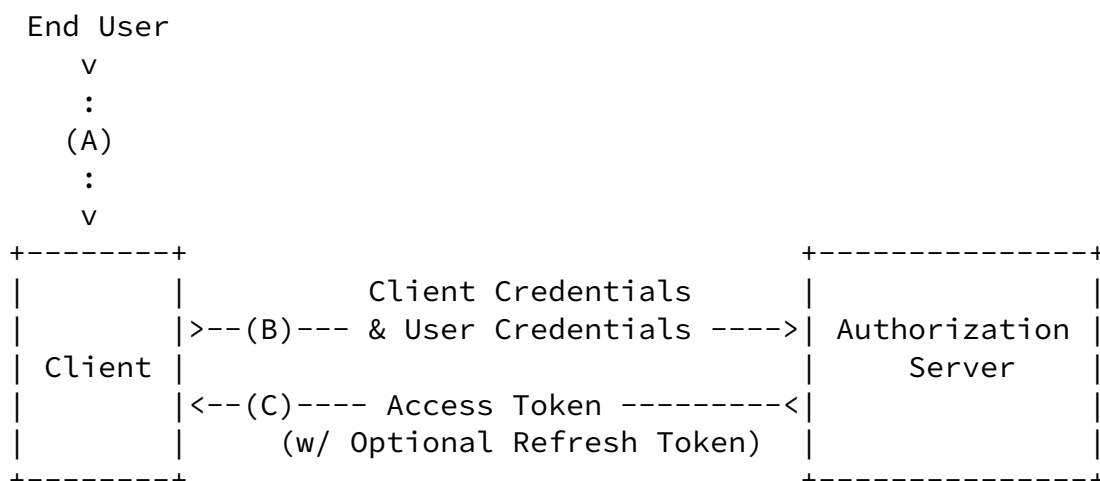 End User
v
:
(A)
:
v
+--------+                                  +---------------+
|        |          Client Credentials      |               |
|        |>--(B)--- & User Credentials ---->| Authorization |
| Client |                                  |     Server    |
|        |<--(C)---- Access Token ---------<|               |
|        |     (w/ Optional Refresh Token)  |               |
+--------+                                  +---------------+